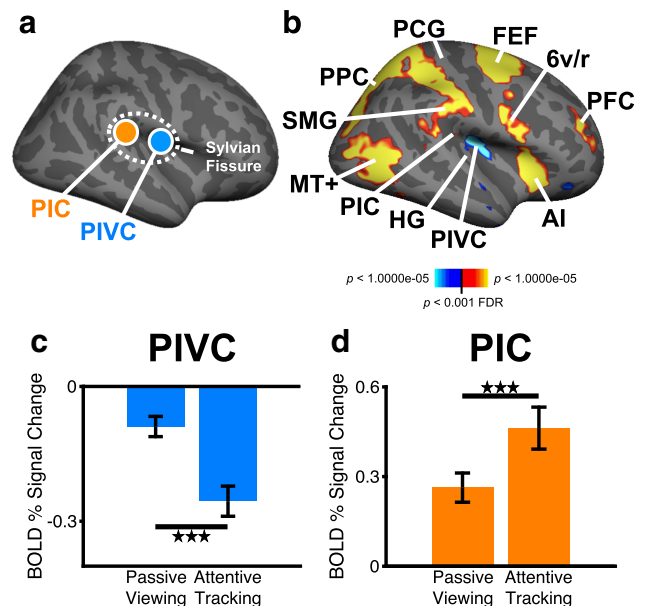 a
Sylvian
Fissure
PIC
PIVC
b
PCG
FEF
6v/r
PPC
PFC
SMG
MT+
PIC
HG
PIVC
AI
p < 1.0000e-05
p < 1.0000e-05
p < 0.001 FDR
c
PIVC
BOLD % Signal Change
0
-0.3
★★★
Passive Viewing
Attentive Tracking
d
PIC
BOLD % Signal Change
0.6
0.3
0
★★★
Passive Viewing
Attentive Tracking